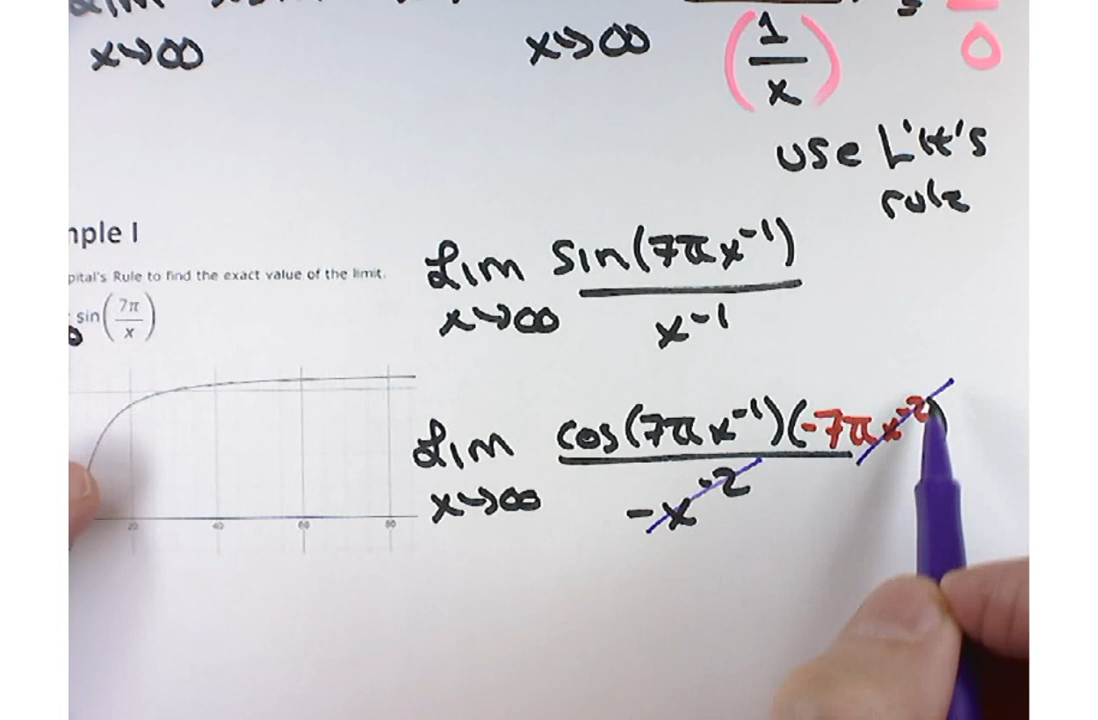 x→∞ x→∞ (1/x) 0
use L'H's
rule
mple 1
pital's Rule to find the exact value of the limit.
sin(7π/x)
lim sin(7πx⁻¹)
x→∞ x⁻¹
lim cos(7πx⁻¹)(-7πx⁻²)
x→∞ -x⁻²
20 40 60 80